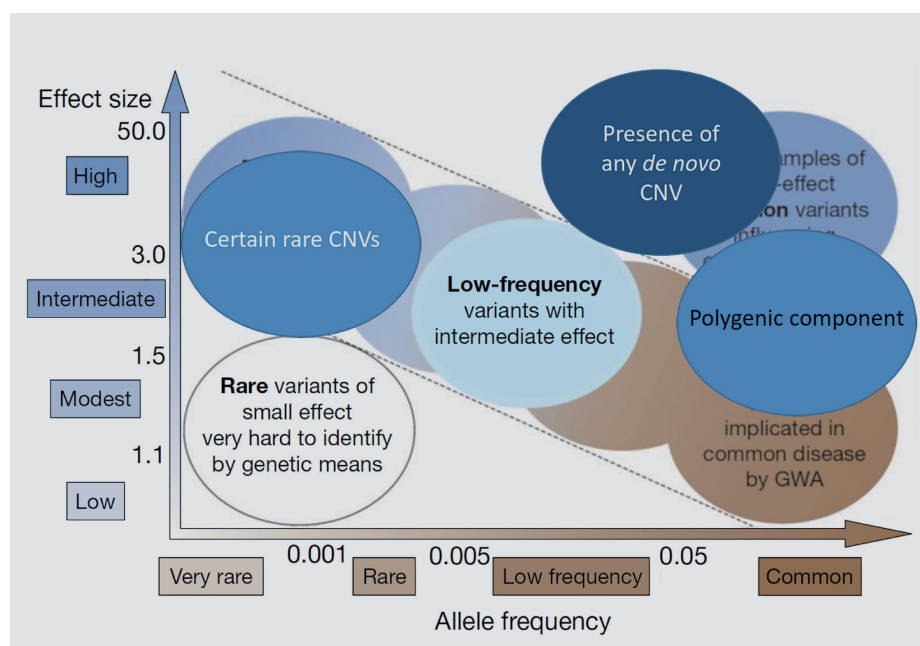 Effect size
50.0
High
3.0
Intermediate
1.5
Modest
1.1
Low
Certain rare CNVs
Rare variants of
small effect
very hard to identify
by genetic means
Low-frequency
variants with
intermediate effect
Presence of
any de novo
CNV
of
-effect
variants
Polygenic component
implicated in
common disease
by GWA
0.001
0.005
0.05
Very rare
Rare
Low frequency
Common
Allele frequency